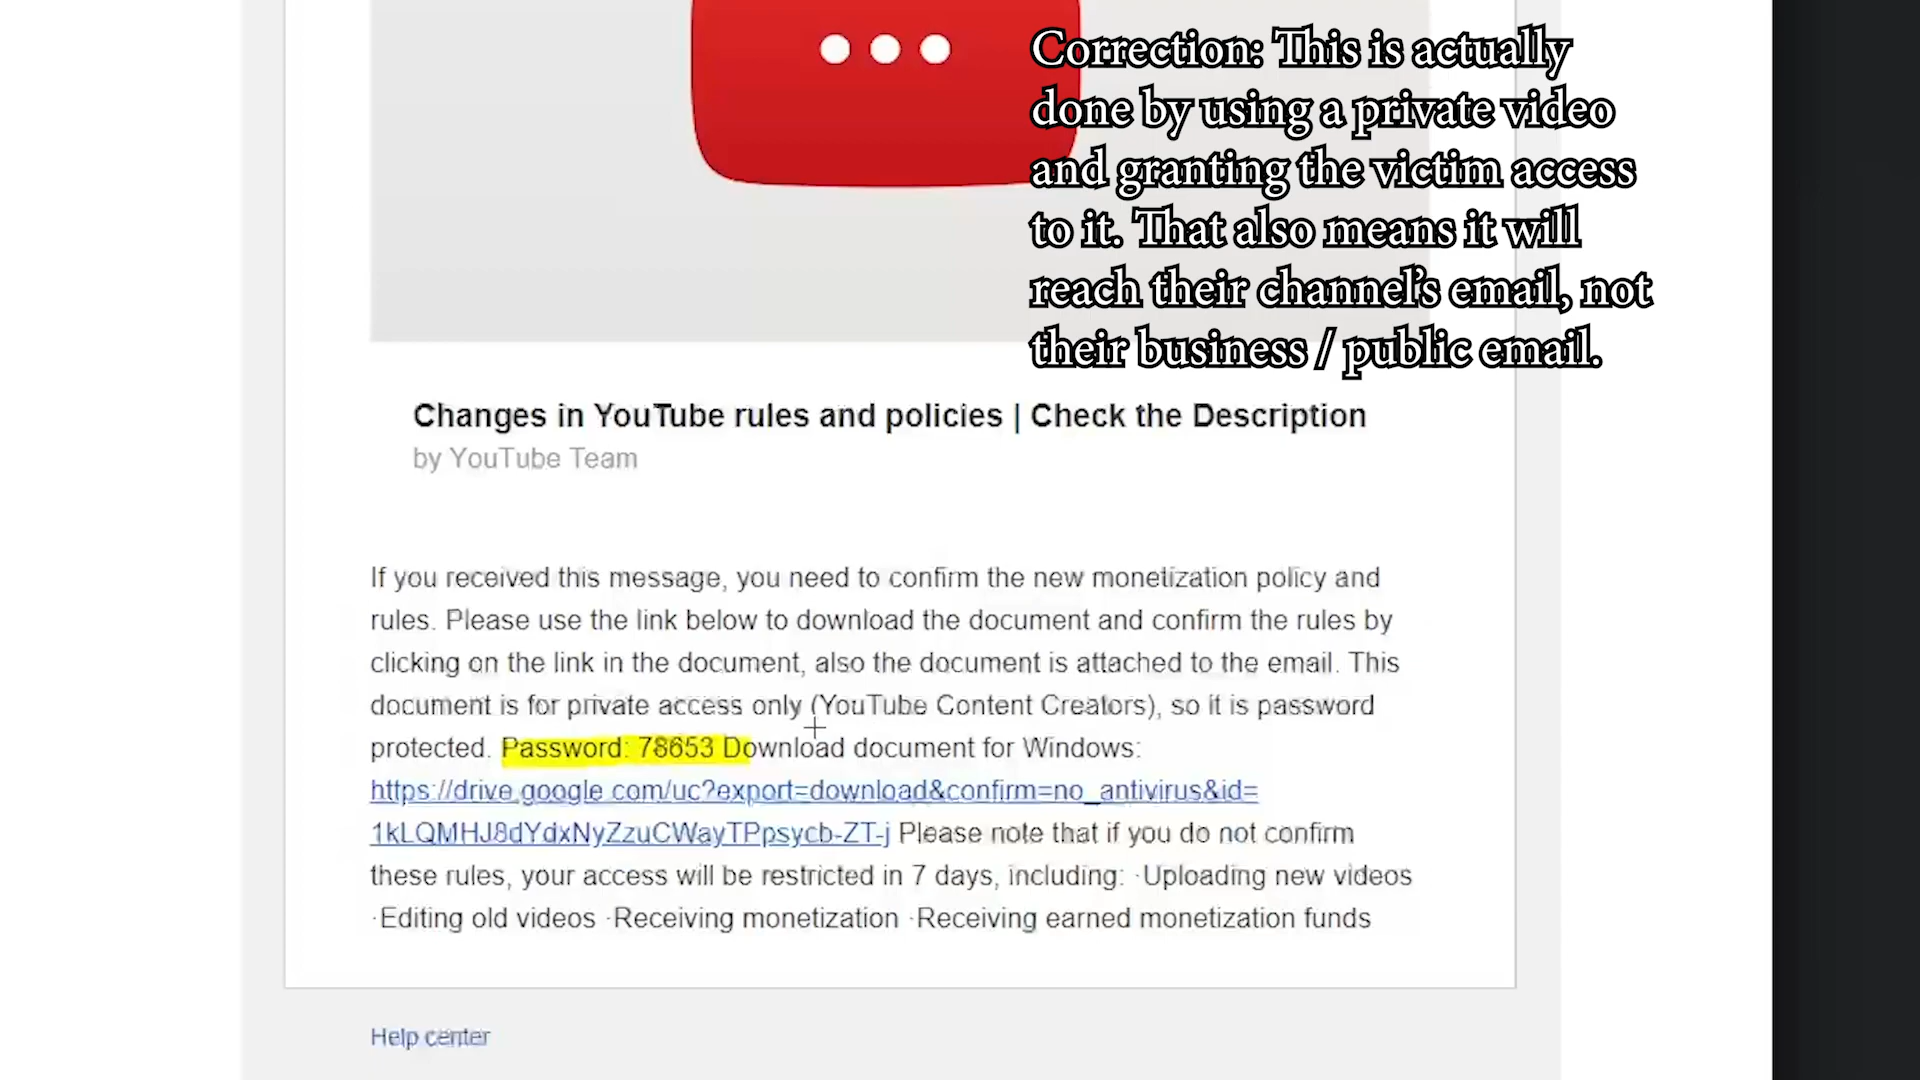 Correction: This is actually
done by using a private video
and granting the victim access
to it. That also means it will
reach their channel's email, not
their business / public email.
Changes in YouTube rules and policies | Check the Description
by YouTube Team
If you received this message, you need to confirm the new monetization policy and
rules. Please use the link below to download the document and confirm the rules by
clicking on the link in the document, also the document is attached to the email. This
document is for private access only (YouTube Content Creators), so it is password
protected. Password: 78653 Download document for Windows:
https://drive.google.com/uc?export=download&confirm=no_antivirus&id=
1kLQMHJ8dYdxNyZzuCWayTPpsycb-ZT-j Please note that if you do not confirm
these rules, your access will be restricted in 7 days, including: ·Uploading new videos
·Editing old videos ·Receiving monetization ·Receiving earned monetization funds
Help center